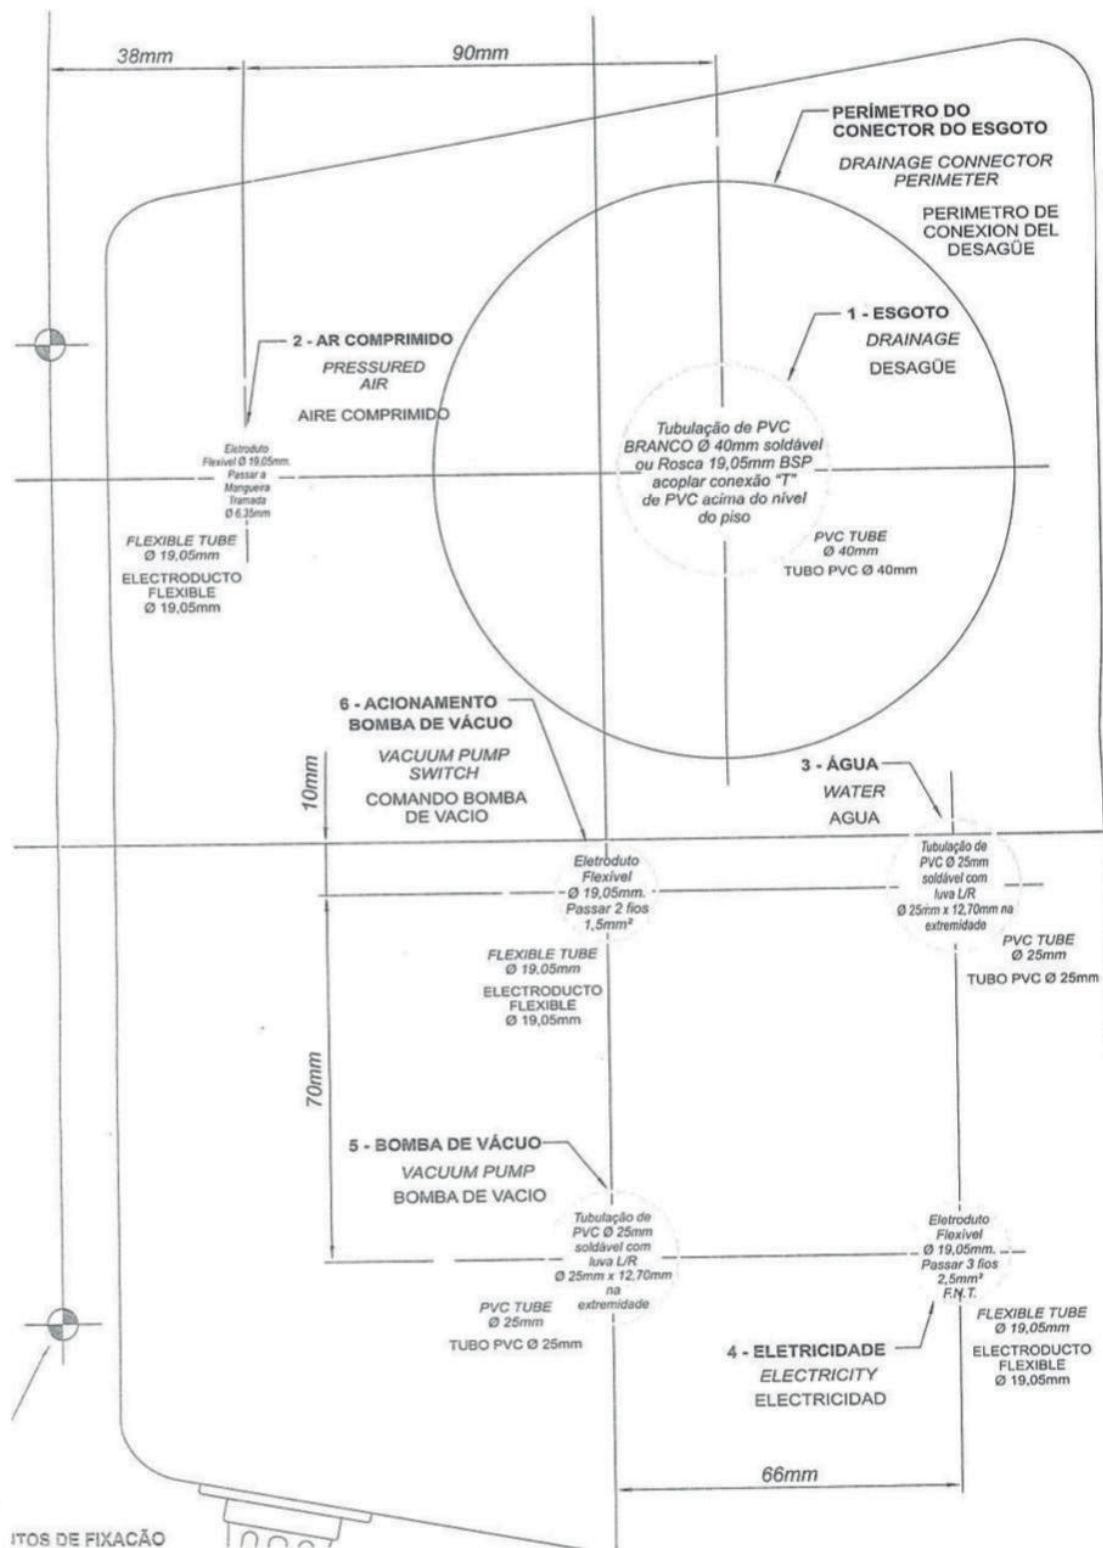 38mm
90mm
PERÍMETRO DO
CONECTOR DO ESGOTO
DRAINAGE CONNECTOR
PERIMETER
PERIMETRO DE
CONEXION DEL
DESAGÜE
1 - ESGOTO
DRAINAGE
DESAGÜE
2 - AR COMPRIMIDO
PRESSURED
AIR
AIRE COMPRIMIDO
Eletroduto
Flexível Ø 19,05mm.
Passar a
Mangueira
Tramada
Ø 6,35mm
FLEXIBLE TUBE
Ø 19,05mm
ELECTRODUCTO
FLEXIBLE
Ø 19,05mm
Tubulação de PVC
BRANCO Ø 40mm soldável
ou Rosca 19,05mm BSP
acoplar conexão "T"
de PVC acima do nível
do piso
PVC TUBE
Ø 40mm
TUBO PVC Ø 40mm
6 - ACIONAMENTO
BOMBA DE VÁCUO
VACUUM PUMP
SWITCH
COMANDO BOMBA
DE VACIO
10mm
3 - ÁGUA
WATER
AGUA
Eletroduto
Flexível
Ø 19,05mm.
Passar 2 fios
1,5mm²
FLEXIBLE TUBE
Ø 19,05mm
ELECTRODUCTO
FLEXIBLE
Ø 19,05mm
Tubulação de
PVC Ø 25mm
soldável com
luva L/R
Ø 25mm x 12,70mm na
extremidade
PVC TUBE
Ø 25mm
TUBO PVC Ø 25mm
70mm
5 - BOMBA DE VÁCUO
VACUUM PUMP
BOMBA DE VACIO
Tubulação de
PVC Ø 25mm
soldável com
luva L/R
Ø 25mm x 12,70mm
na
extremidade
PVC TUBE
Ø 25mm
TUBO PVC Ø 25mm
Eletroduto
Flexível
Ø 19,05mm.
Passar 3 fios
2,5mm²
F.N.T.
FLEXIBLE TUBE
Ø 19,05mm
ELECTRODUCTO
FLEXIBLE
Ø 19,05mm
4 - ELETRICIDADE
ELECTRICITY
ELECTRICIDAD
66mm
ITOS DE FIXACÃO